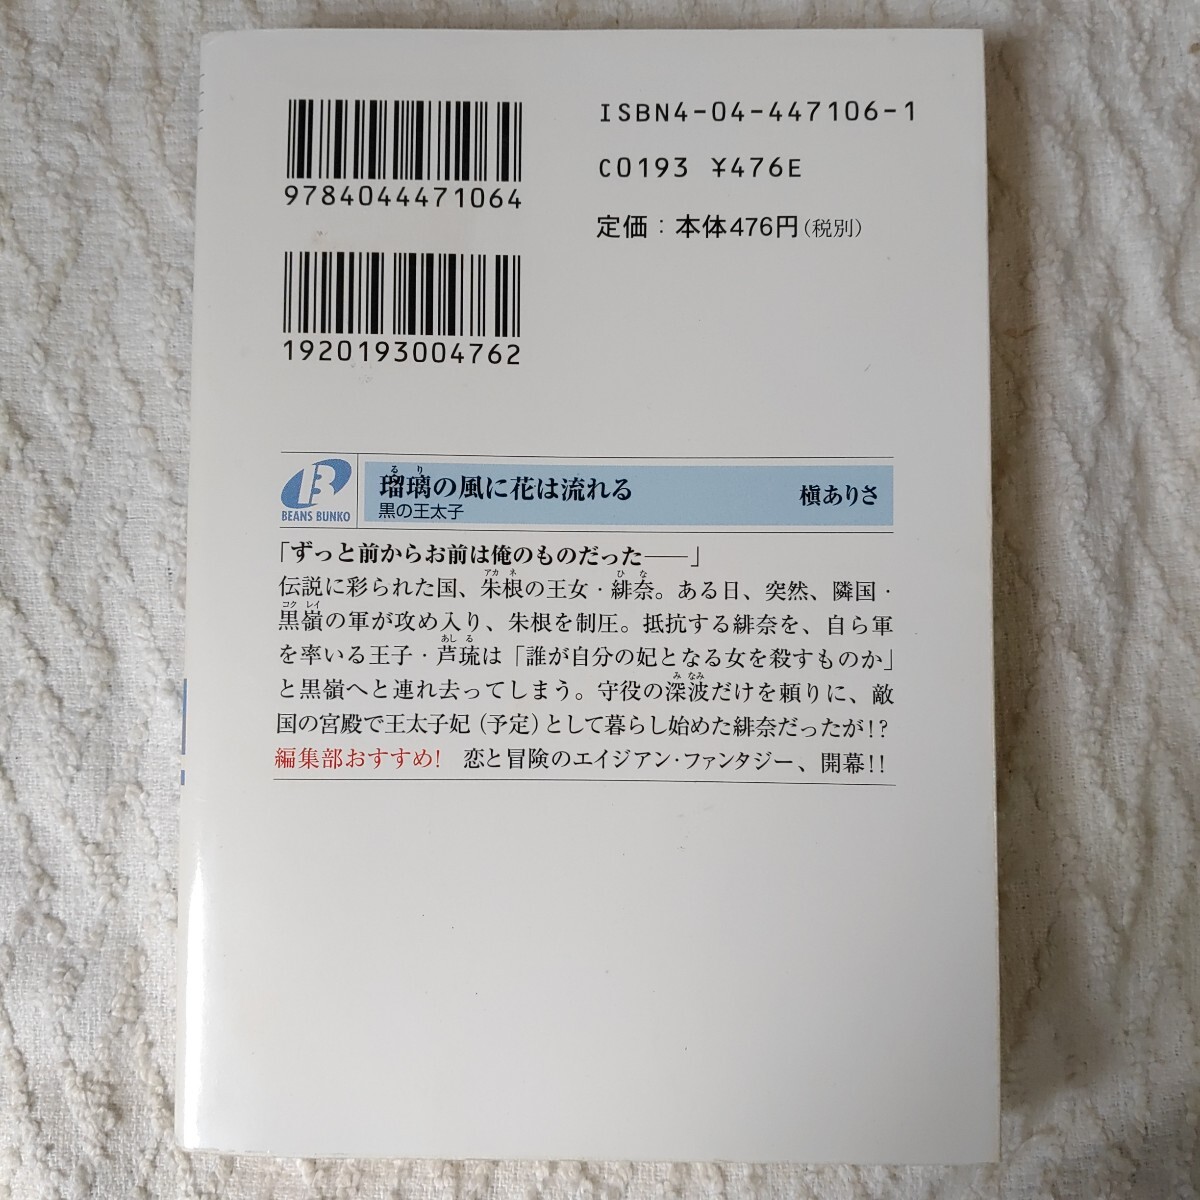 9784044471064
ISBN4-04-447106-1
C0193 ¥476E
定価:本体476円(税別)
1920193004762
BEANS BUNKO
るり
瑠璃の風に花は流れる
黒の王太子
槇ありさ
「ずっと前からお前は俺のものだった――」
アカネ ひな
伝説に彩られた国、朱根の王女・緋奈。ある日、突然、隣国・
コクレイ
黒嶺の軍が攻め入り、朱根を制圧。抵抗する緋奈を、自ら軍
あしる
を率いる王子・芦琉は「誰が自分の妃となる女を殺すものか」
みなみ
と黒嶺へと連れ去ってしまう。守役の深波だけを頼りに、敵
国の宮殿で王太子妃(予定)として暮らし始めた緋奈だったが!?
編集部おすすめ! 恋と冒険のエイジアン・ファンタジー、開幕!!